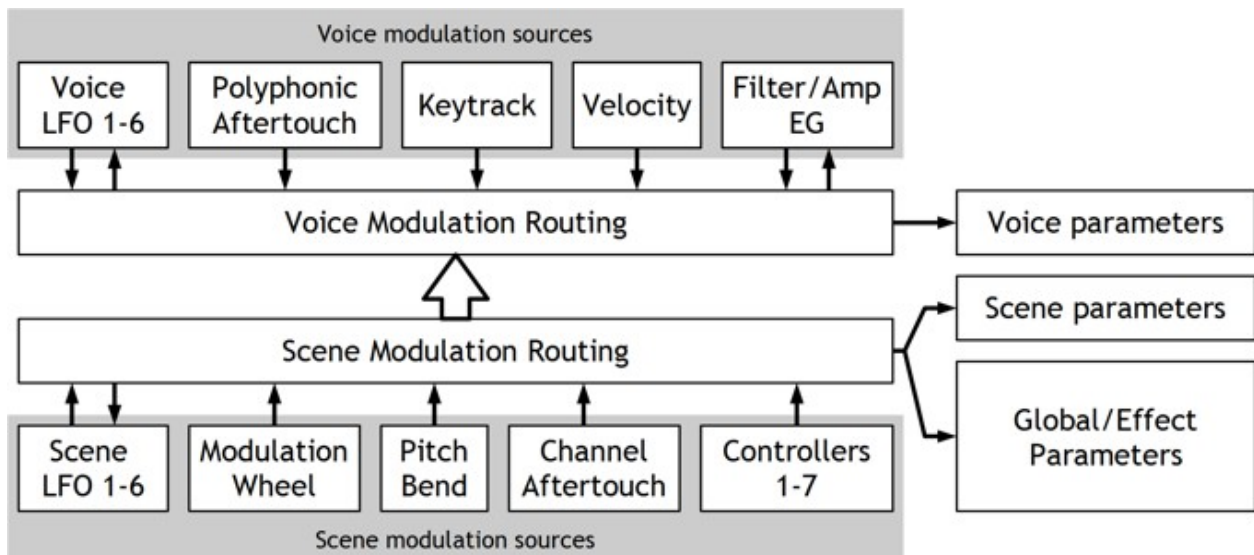 Voice modulation sources
Voice
LFO 1-6
Polyphonic
Aftertouch
Keytrack
Velocity
Filter/Amp
EG
Voice Modulation Routing
Voice parameters
Scene parameters
Scene Modulation Routing
Global/Effect
Parameters
Scene
LFO 1-6
Modulation
Wheel
Pitch
Bend
Channel
Aftertouch
Controllers
1-7
Scene modulation sources